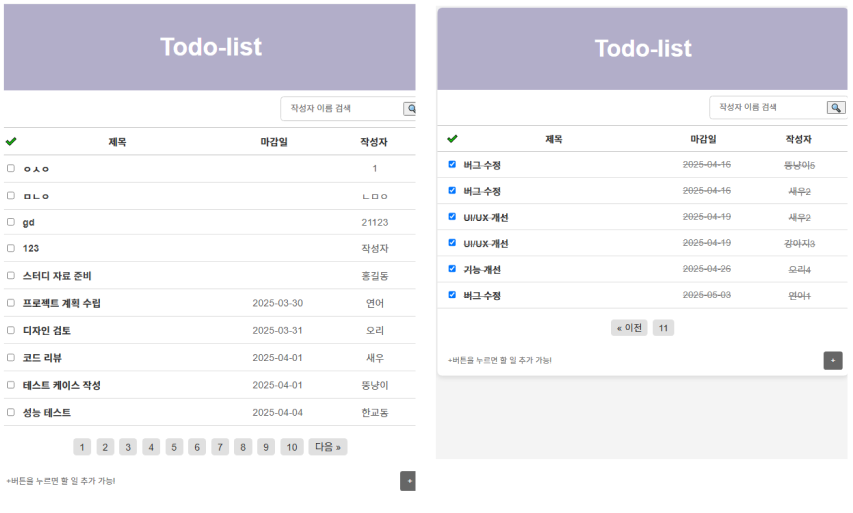 Todo-list
작성자 이름 검색
제목 마감일 작성자
ㅇㅅㅇ 1
ㅁㄴㅇ ㄴㅁㅇ
gd 21123
123 작성자
스터디 자료 준비 홍길동
프로젝트 계획 수립 2025-03-30 연어
디자인 검토 2025-03-31 오리
코드 리뷰 2025-04-01 새우
테스트 케이스 작성 2025-04-01 뚱냥이
성능 테스트 2025-04-04 한교동
1 2 3 4 5 6 7 8 9 10 다음 »
+버튼을 누르면 할 일 추가 가능!
+
Todo-list
작성자 이름 검색
제목 마감일 작성자
버그 수정 2025-04-15 뚱냥이5
버그 수정 2025-04-16 새우2
UI/UX 개선 2025-04-19 새우2
UI/UX 개선 2025-04-19 강아지3
기능 개선 2025-04-26 오리4
버그 수정 2025-05-03 연어1
« 이전 11
+버튼을 누르면 할 일 추가 가능!
+